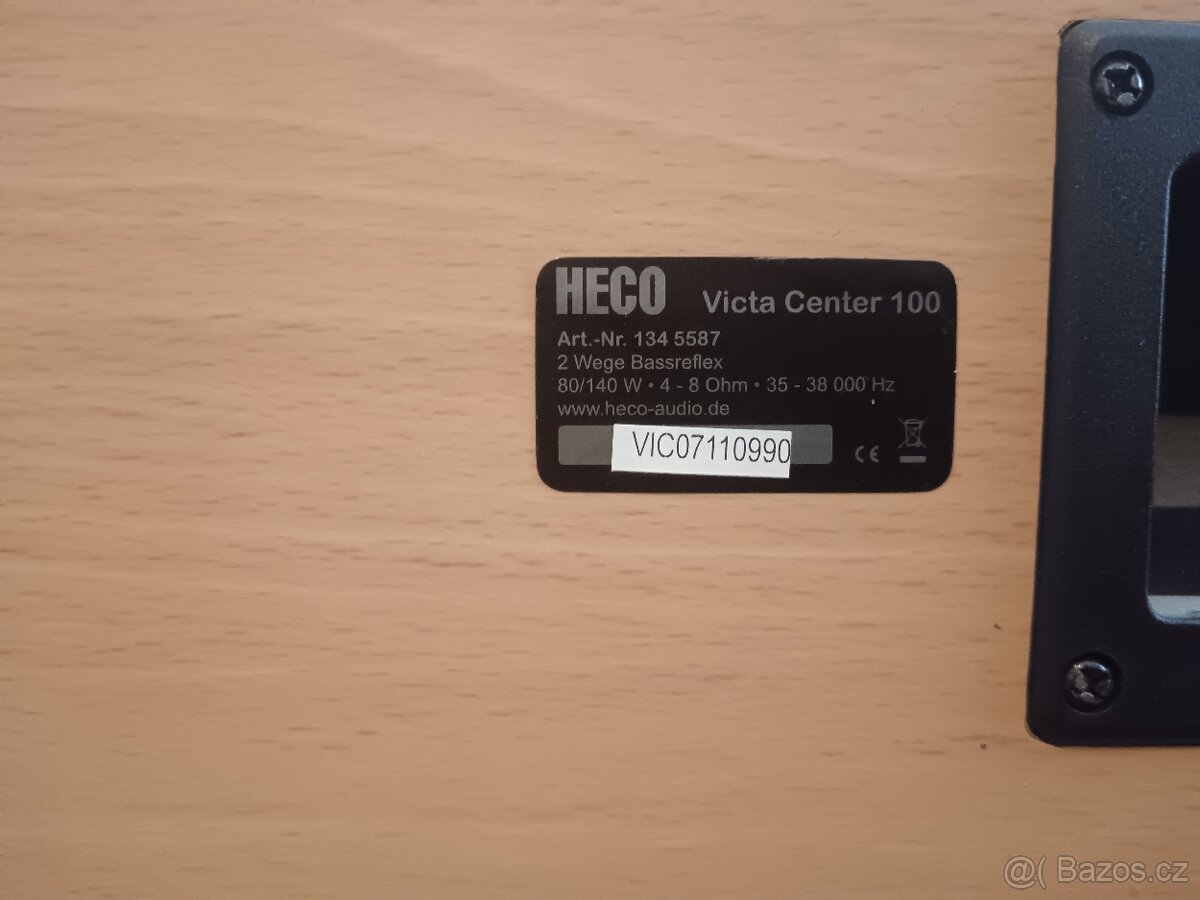 HECO Victa Center 100
Art.-Nr. 134 5587
2 Wege Bassreflex
80/140 W • 4 - 8 Ohm • 35 - 38 000 Hz
www.heco-audio.de
VIC07110990
CE
@( Bazos.cz